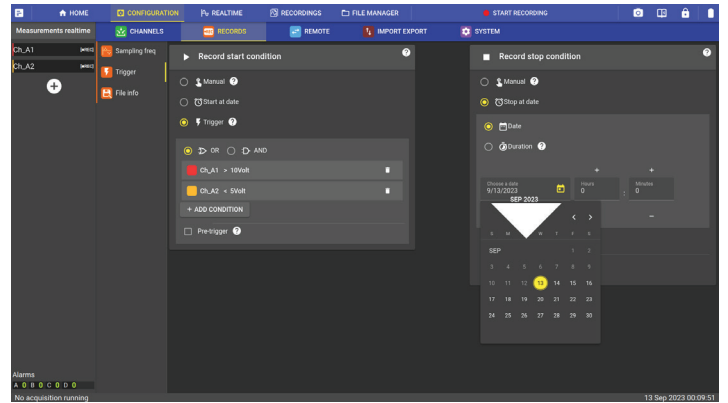 HOME
CONFIGURATION
REALTIME
RECORDINGS
FILE MANAGER
START RECORDING
Measurements realtime
CHANNELS
RECORDS
REMOTE
IMPORT EXPORT
SYSTEM
Ch_A1
Ch_A2
Sampling freq
Trigger
File info
Record start condition
Manual
Start at date
Trigger
OR
AND
Ch_A1 > 10Volt
Ch_A2 < 5Volt
+ ADD CONDITION
Pre-trigger
Record stop condition
Manual
Stop at date
Date
Duration
Choose a date
9/13/2023
Hours
0
:
Minutes
0
SEP 2023
S M W T F S
SEP
1 2
3 4 5 6 7 8 9
10 11 12 13 14 15 16
17 18 19 20 21 22 23
24 25 26 27 28 29 30
Alarms
A 0 B 0 C 0 D 0
No acquisition running
13 Sep 2023 00:09:51